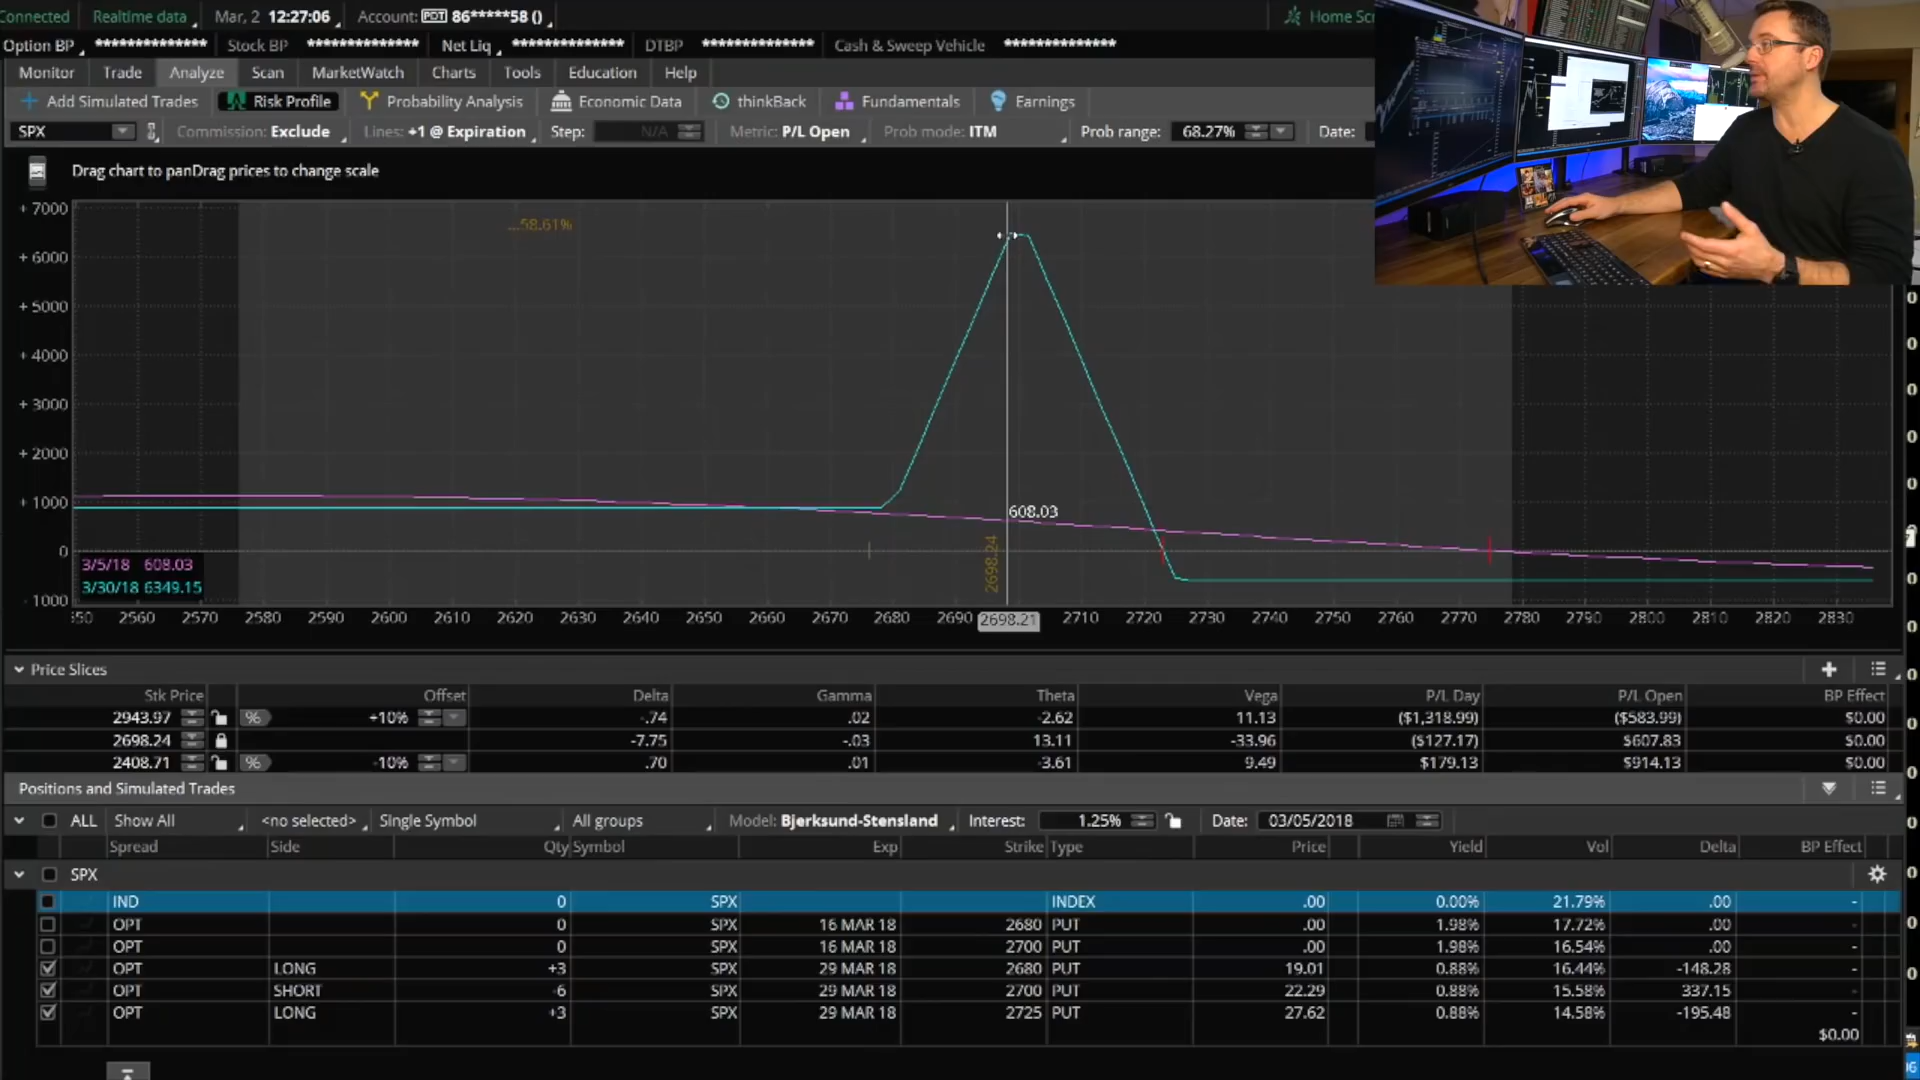 Connected Realtime data Mar, 2 12:27:06 Account: PDT 86*****58 () Home Scr
Option BP ************** Stock BP ************** Net Liq ************** DTBP ************** Cash & Sweep Vehicle **************
Monitor Trade Analyze Scan MarketWatch Charts Tools Education Help
Add Simulated Trades Risk Profile Probability Analysis Economic Data thinkBack Fundamentals Earnings
SPX Commission: Exclude Lines: +1 @ Expiration Step: N/A Metric: P/L Open Prob mode: ITM Prob range: 68.27% Date:
Drag chart to panDrag prices to change scale
+ 7000
...58.61%
+ 6000
+ 5000
+ 4000
+ 3000
+ 2000
+ 1000
608.03
0
2698.24
3/5/18 608.03
3/30/18 6349.15
- 1000
2560 2570 2580 2590 2600 2610 2620 2630 2640 2650 2660 2670 2680 2690 2698.21 2710 2720 2730 2740 2750 2760 2770 2780 2790 2800 2810 2820 2830
Price Slices
Stk Price Offset Delta Gamma Theta Vega P/L Day P/L Open BP Effect
2943.97 % +10% -.74 .02 -2.62 11.13 ($1,318.99) ($583.99) $0.00
2698.24 -7.75 -.03 13.11 -33.96 ($127.17) $607.83 $0.00
2408.71 % -10% .70 .01 -3.61 9.49 $179.13 $914.13 $0.00
Positions and Simulated Trades
ALL Show All <no selected> Single Symbol All groups Model: Bjerksund-Stensland Interest: 1.25% Date: 03/05/2018
Spread Side Qty Symbol Exp Strike Type Price Yield Vol Delta BP Effect
SPX
IND 0 SPX INDEX .00 0.00% 21.79% .00 -
OPT 0 SPX 16 MAR 18 2680 PUT .00 1.98% 17.72% .00 -
OPT 0 SPX 16 MAR 18 2700 PUT .00 1.98% 16.54% .00 -
OPT LONG +3 SPX 29 MAR 18 2680 PUT 19.01 0.88% 16.44% -148.28 -
OPT SHORT -6 SPX 29 MAR 18 2700 PUT 22.29 0.88% 15.58% 337.15 -
OPT LONG +3 SPX 29 MAR 18 2725 PUT 27.62 0.88% 14.58% -195.48 -
$0.00